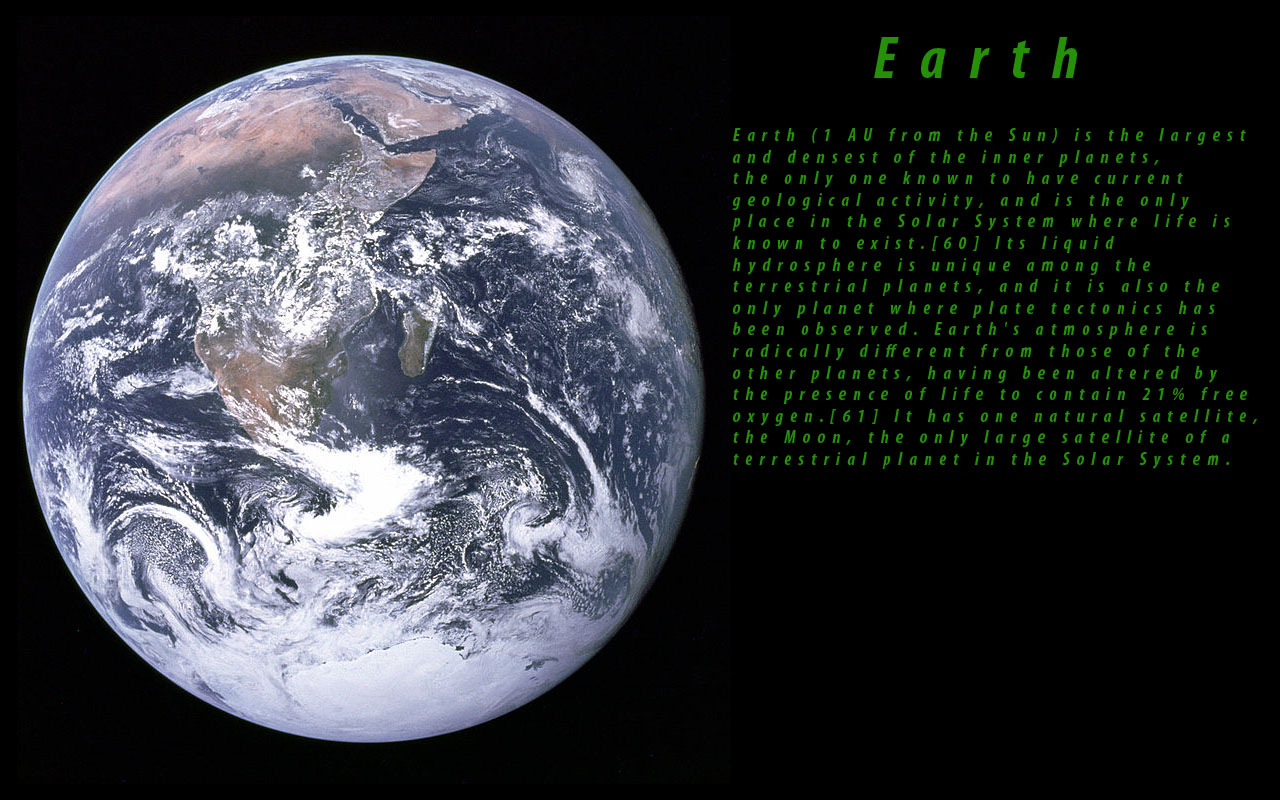 Earth
Earth (1 AU from the Sun) is the largest
and densest of the inner planets,
the only one known to have current
geological activity, and is the only
place in the Solar System where life is
known to exist.[60] Its liquid
hydrosphere is unique among the
terrestrial planets, and it is also the
only planet where plate tectonics has
been observed. Earth's atmosphere is
radically different from those of the
other planets, having been altered by
the presence of life to contain 21% free
oxygen.[61] It has one natural satellite,
the Moon, the only large satellite of a
terrestrial planet in the Solar System.